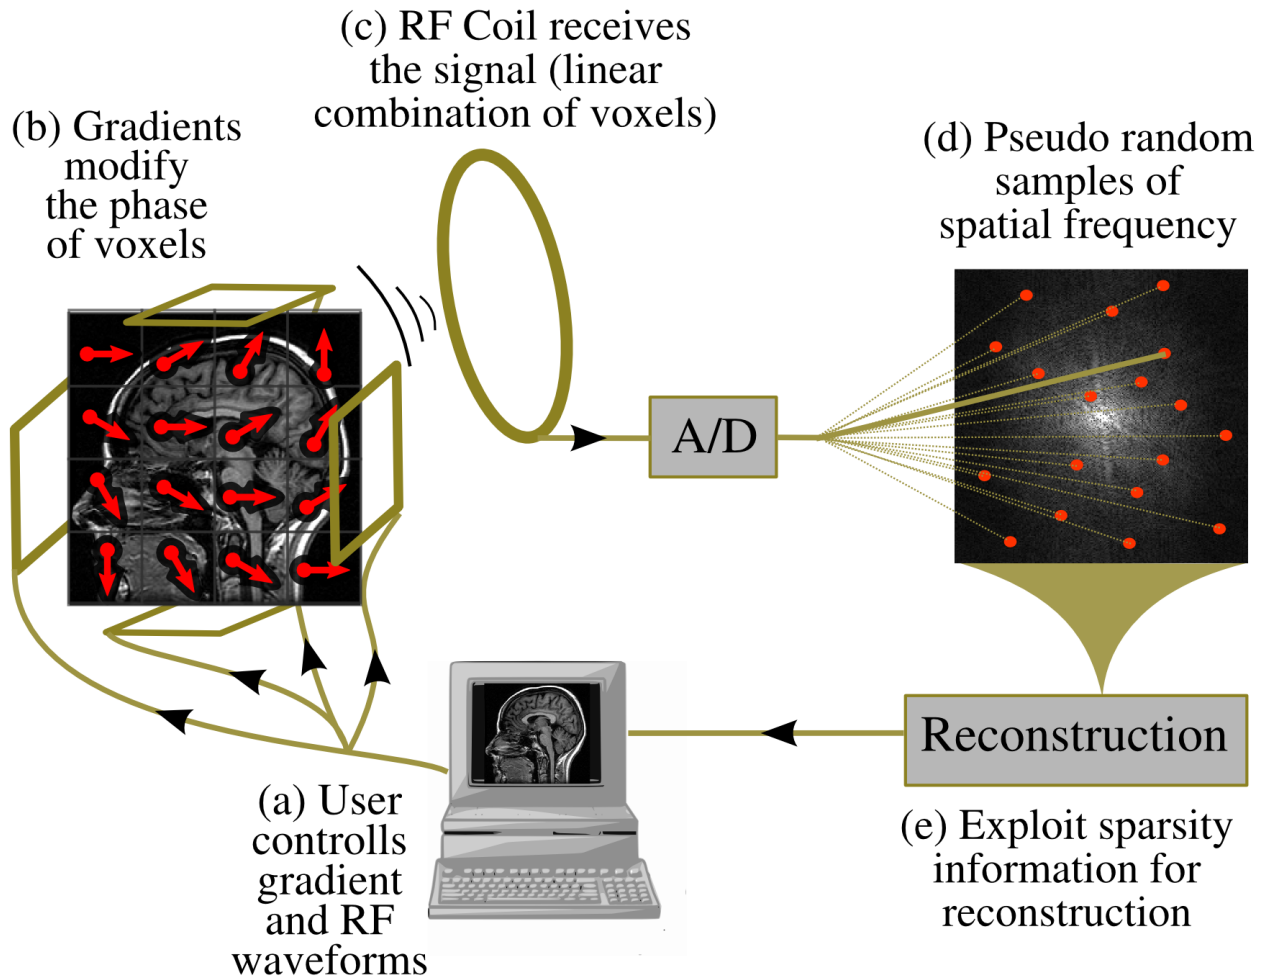 (c) RF Coil receives
the signal (linear
combination of voxels)
(b) Gradients
modify
the phase
of voxels
(d) Pseudo random
samples of
spatial frequency
A/D
Reconstruction
(a) User
controlls
gradient
and RF
waveforms
(e) Exploit sparsity
information for
reconstruction